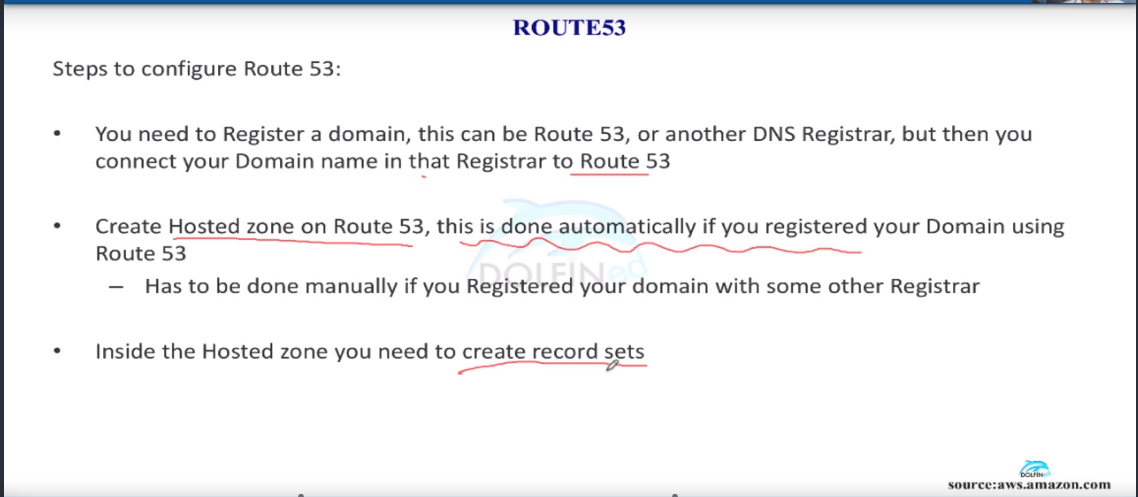 ROUTE53
Steps to configure Route 53:
• You need to Register a domain, this can be Route 53, or another DNS Registrar, but then you
connect your Domain name in that Registrar to Route 53
• Create Hosted zone on Route 53, this is done automatically if you registered your Domain using
Route 53
DOLFINed
– Has to be done manually if you Registered your domain with some other Registrar
• Inside the Hosted zone you need to create record sets
DOLFINed
source:aws.amazon.com